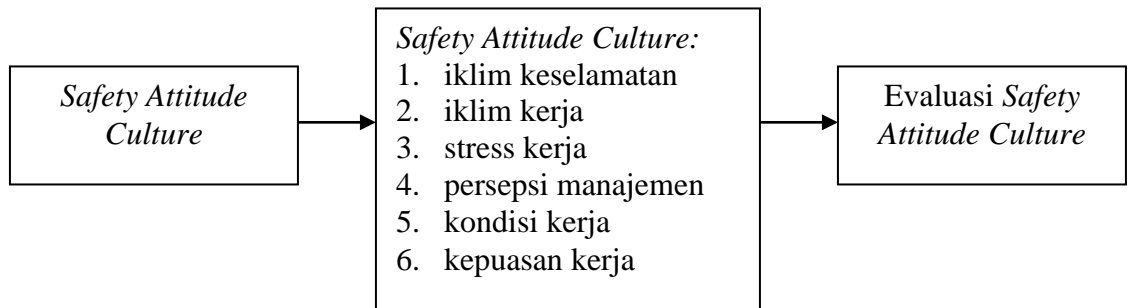 Safety Attitude
Culture
Safety Attitude Culture:
1. iklim keselamatan
2. iklim kerja
3. stress kerja
4. persepsi manajemen
5. kondisi kerja
6. kepuasan kerja
Evaluasi Safety
Attitude Culture